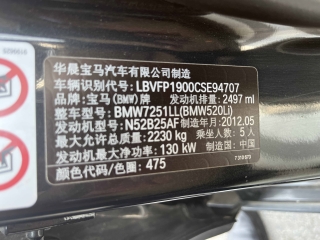 华晨宝马汽车有限公司制造
车辆识别代号: LBVFP1900CSE94707
品牌: 宝马(BMW)牌 发动机排量: 2497 ml
整车型号: BMW7251LL(BMW520Li)
发动机型号: N52B25AF 制造年月: 2012.05
最大允许总质量: 2230 kg 乘坐人数: 5 人
发动机最大净功率: 130 kW 制造国: 中国
颜色代码/色圈: 475